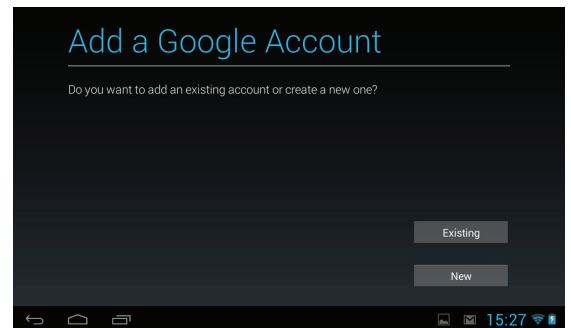 Add a Google Account
Do you want to add an existing account or create a new one?
Existing
New
15:27